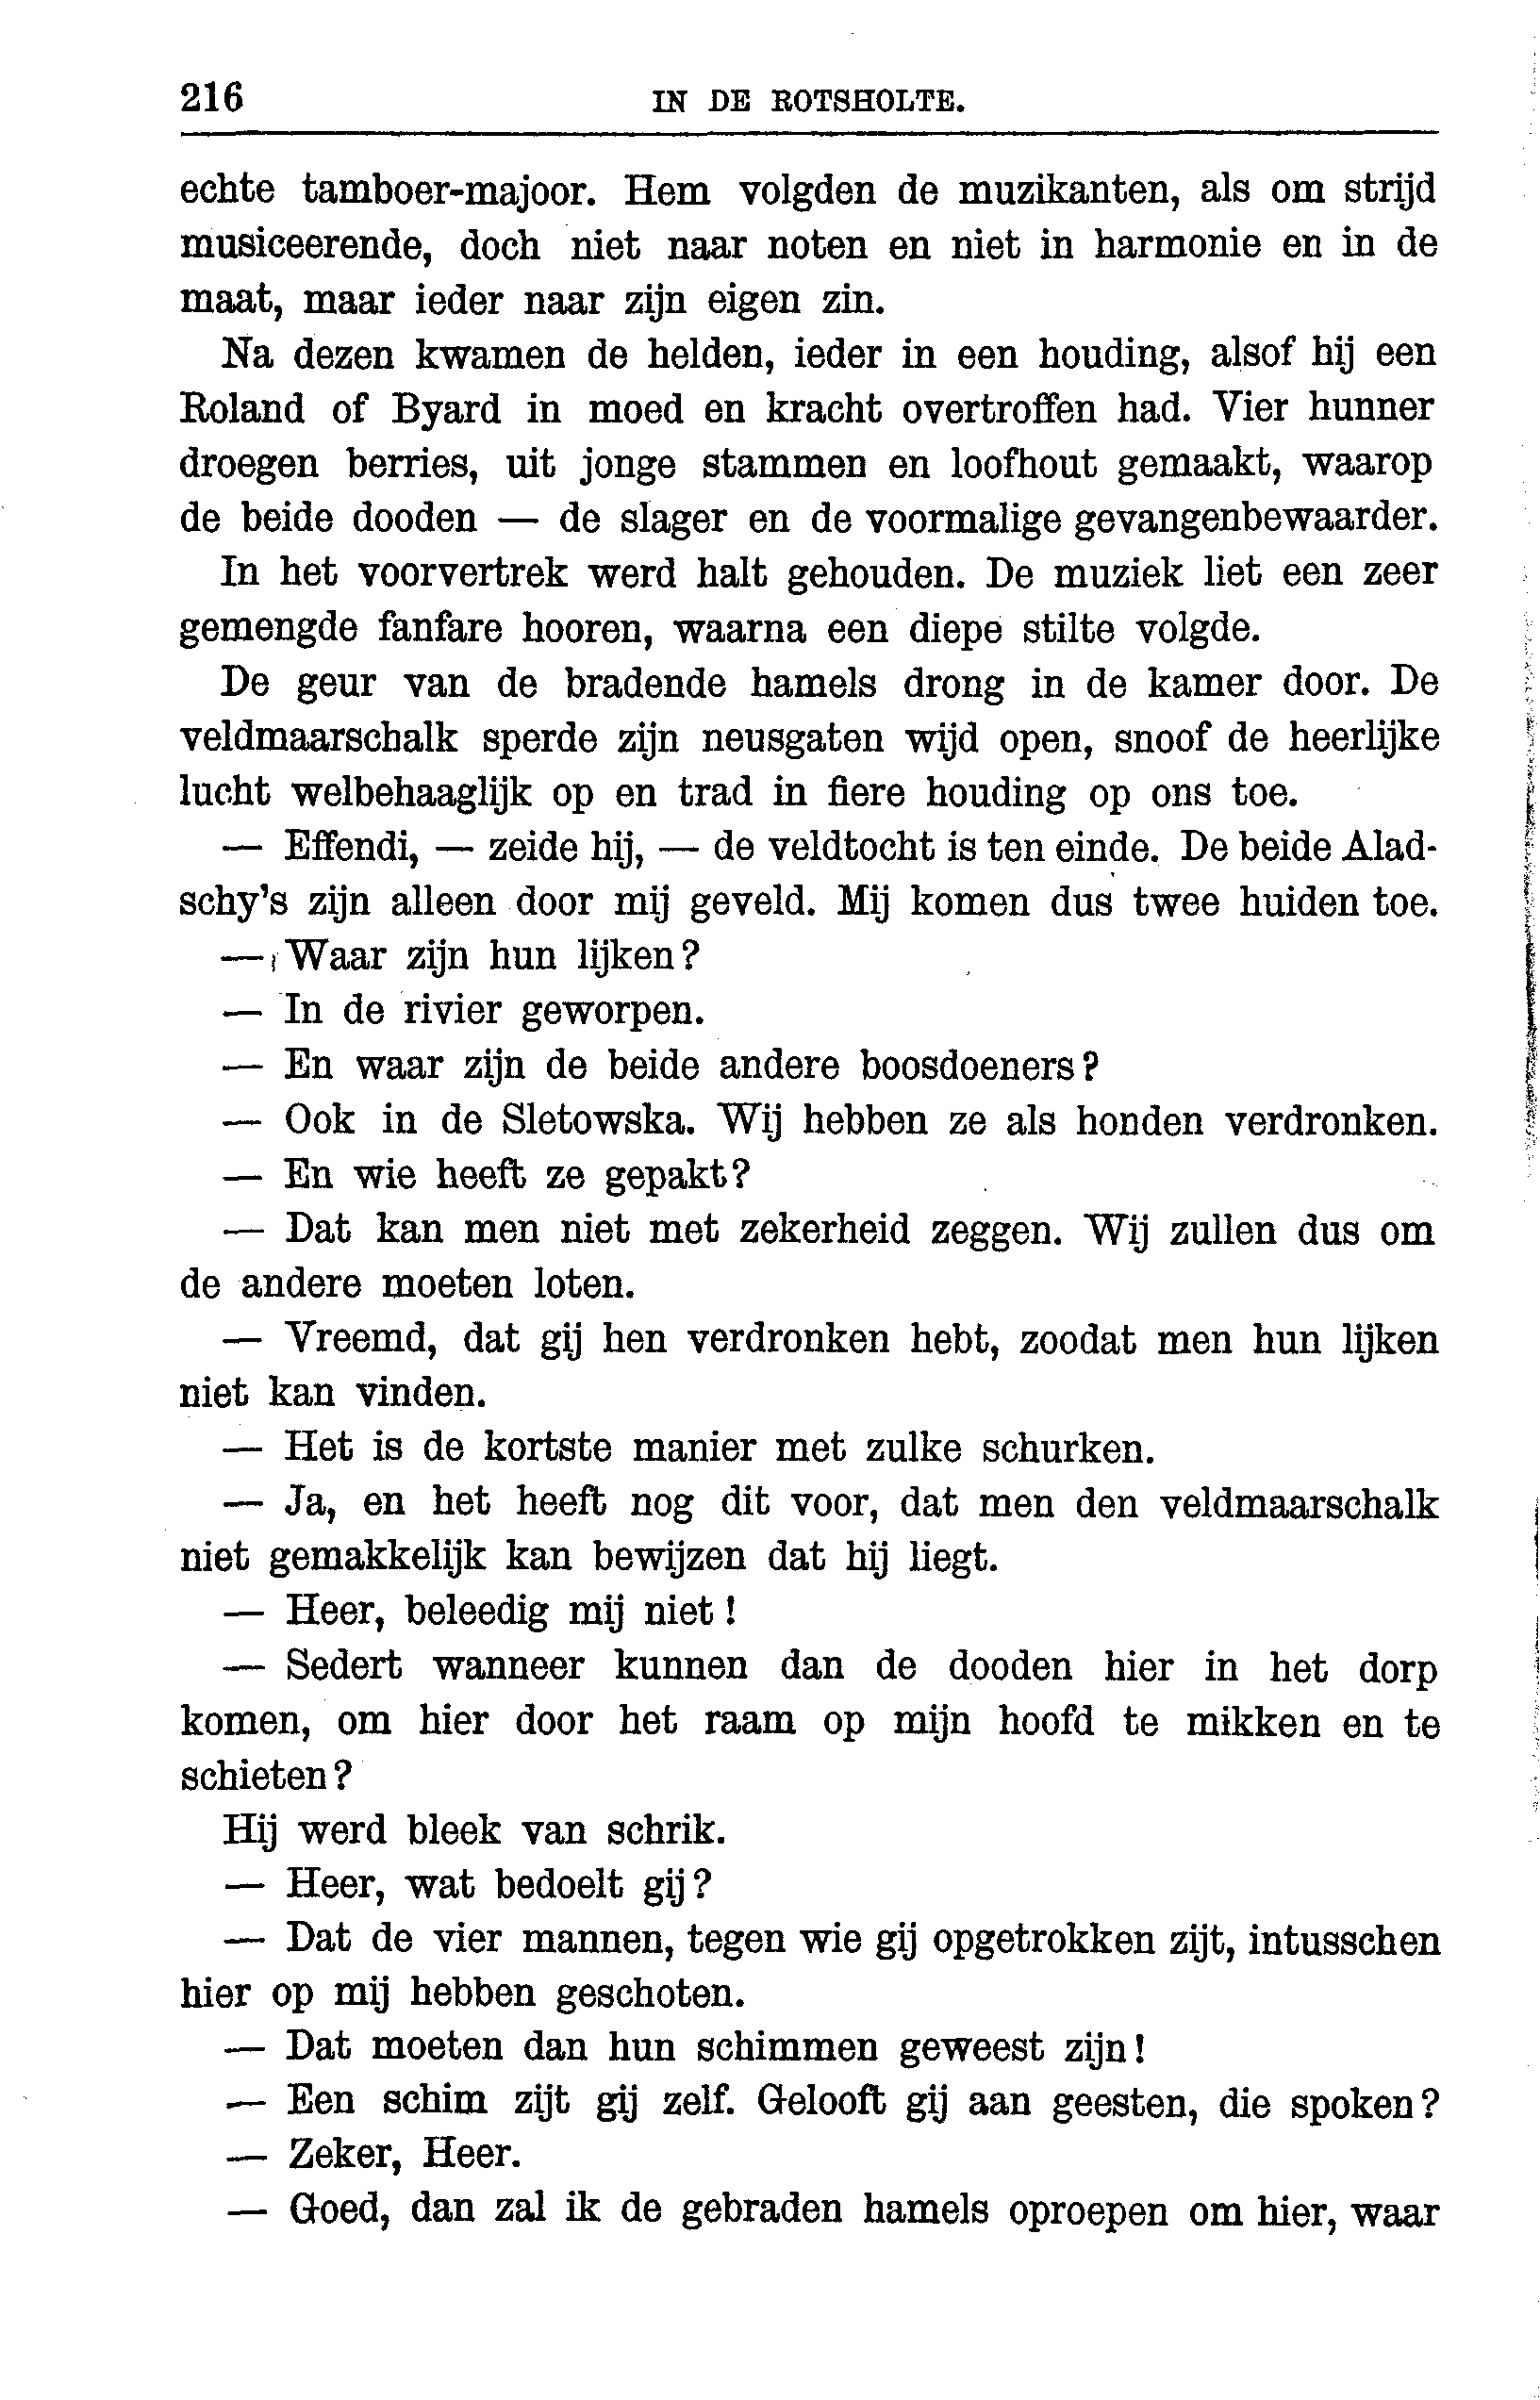 216 IN DE ROTSHOLTE.
echte tamboer-majoor. Hem volgden de muzikanten, als om strijd
musiceerende, doch niet naar noten en niet in harmonie en in de
maat, maar ieder naar zijn eigen zin.
Na dezen kwamen de helden, ieder in een houding, alsof hij een
Roland of Byard in moed en kracht overtroffen had. Vier hunner
droegen berries, uit jonge stammen en loofhout gemaakt, waarop
de beide dooden — de slager en de voormalige gevangenbewaarder.
In het voorvertrek werd halt gehouden. De muziek liet een zeer
gemengde fanfare hooren, waarna een diepe stilte volgde.
De geur van de bradende hamels drong in de kamer door. De
veldmaarschalk sperde zijn neusgaten wijd open, snoof de heerlijke
lucht welbehaaglijk op en trad in fiere houding op ons toe.
— Effendi, — zeide hij, — de veldtocht is ten einde. De beide Alad-
schy's zijn alleen door mij geveld. Mij komen dus twee huiden toe.
— Waar zijn hun lijken?
— In de rivier geworpen.
— En waar zijn de beide andere boosdoeners?
— Ook in de Sletowska. Wij hebben ze als honden verdronken.
— En wie heeft ze gepakt?
— Dat kan men niet met zekerheid zeggen. Wij zullen dus om
de andere moeten loten.
— Vreemd, dat gij hen verdronken hebt, zoodat men hun lijken
niet kan vinden.
— Het is de kortste manier met zulke schurken.
— Ja, en het heeft nog dit voor, dat men den veldmaarschalk
niet gemakkelijk kan bewijzen dat hij liegt.
— Heer, beleedig mij niet!
— Sedert wanneer kunnen dan de dooden hier in het dorp
komen, om hier door het raam op mijn hoofd te mikken en te
schieten?
Hij werd bleek van schrik.
— Heer, wat bedoelt gij?
— Dat de vier mannen, tegen wie gij opgetrokken zijt, intusschen
hier op mij hebben geschoten.
— Dat moeten dan hun schimmen geweest zijn!
— Een schim zijt gij zelf. Gelooft gij aan geesten, die spoken?
— Zeker, Heer.
— Goed, dan zal ik de gebraden hamels oproepen om hier, waar